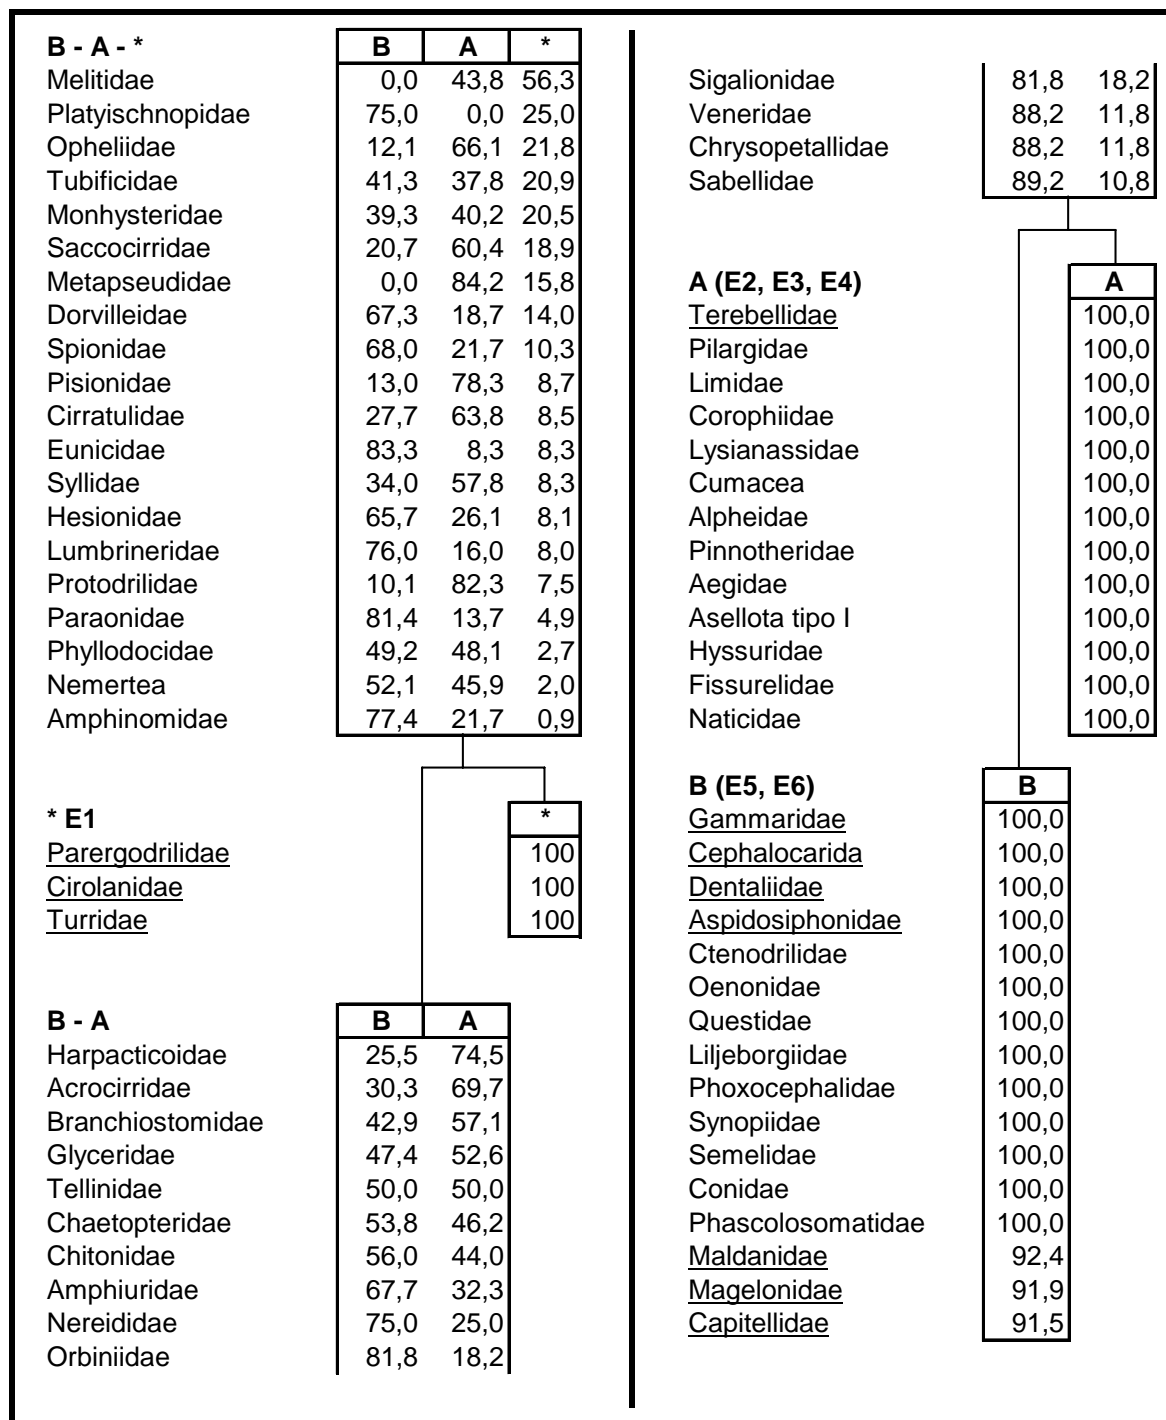 B - A - * B A *
Melitidae 0,0 43,8 56,3
Platyischnopidae 75,0 0,0 25,0
Opheliidae 12,1 66,1 21,8
Tubificidae 41,3 37,8 20,9
Monhysteridae 39,3 40,2 20,5
Saccocirridae 20,7 60,4 18,9
Metapseudidae 0,0 84,2 15,8
Dorvilleidae 67,3 18,7 14,0
Spionidae 68,0 21,7 10,3
Pisionidae 13,0 78,3 8,7
Cirratulidae 27,7 63,8 8,5
Eunicidae 83,3 8,3 8,3
Syllidae 34,0 57,8 8,3
Hesionidae 65,7 26,1 8,1
Lumbrineridae 76,0 16,0 8,0
Protodrilidae 10,1 82,3 7,5
Paraonidae 81,4 13,7 4,9
Phyllodocidae 49,2 48,1 2,7
Nemertea 52,1 45,9 2,0
Amphinomidae 77,4 21,7 0,9
* E1 *
Parergodrilidae 100
Cirolanidae 100
Turridae 100
B - A B A
Harpacticoidae 25,5 74,5
Acrocirridae 30,3 69,7
Branchiostomidae 42,9 57,1
Glyceridae 47,4 52,6
Tellinidae 50,0 50,0
Chaetopteridae 53,8 46,2
Chitonidae 56,0 44,0
Amphiuridae 67,7 32,3
Nereididae 75,0 25,0
Orbiniidae 81,8 18,2
Sigalionidae 81,8 18,2
Veneridae 88,2 11,8
Chrysopetallidae 88,2 11,8
Sabellidae 89,2 10,8
A (E2, E3, E4) A
Terebellidae 100,0
Pilargidae 100,0
Limidae 100,0
Corophiidae 100,0
Lysianassidae 100,0
Cumacea 100,0
Alpheidae 100,0
Pinnotheridae 100,0
Aegidae 100,0
Asellota tipo I 100,0
Hyssuridae 100,0
Fissurelidae 100,0
Naticidae 100,0
B (E5, E6) B
Gammaridae 100,0
Cephalocarida 100,0
Dentaliidae 100,0
Aspidosiphonidae 100,0
Ctenodrilidae 100,0
Oenonidae 100,0
Questidae 100,0
Liljeborgiidae 100,0
Phoxocephalidae 100,0
Synopiidae 100,0
Semelidae 100,0
Conidae 100,0
Phascolosomatidae 100,0
Maldanidae 92,4
Magelonidae 91,9
Capitellidae 91,5